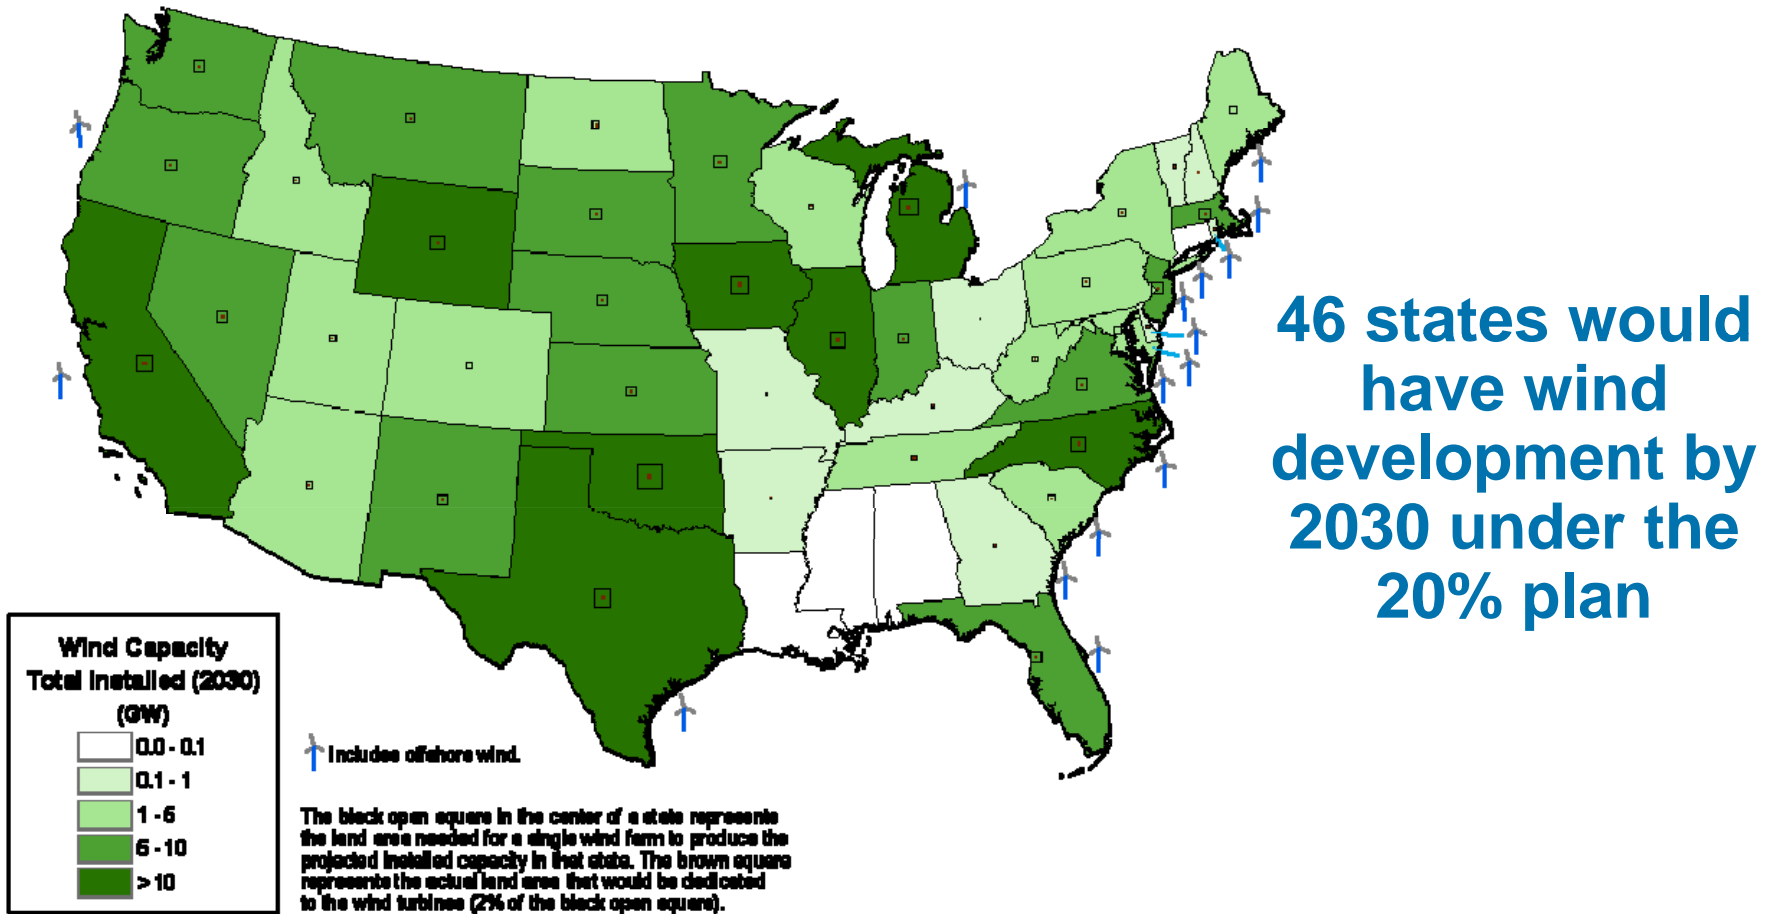 46 states would
have wind
development by
2030 under the
20% plan
Wind Capacity
Total Installed (2030)
(GW)
0.0 - 0.1
0.1 - 1
1 - 5
5 - 10
> 10
Includes offshore wind.
The black open square in the center of a state represents
the land area needed for a single wind farm to produce the
projected installed capacity in that state. The brown square
represents the actual land area that would be dedicated
to the wind turbines (2% of the black open square).